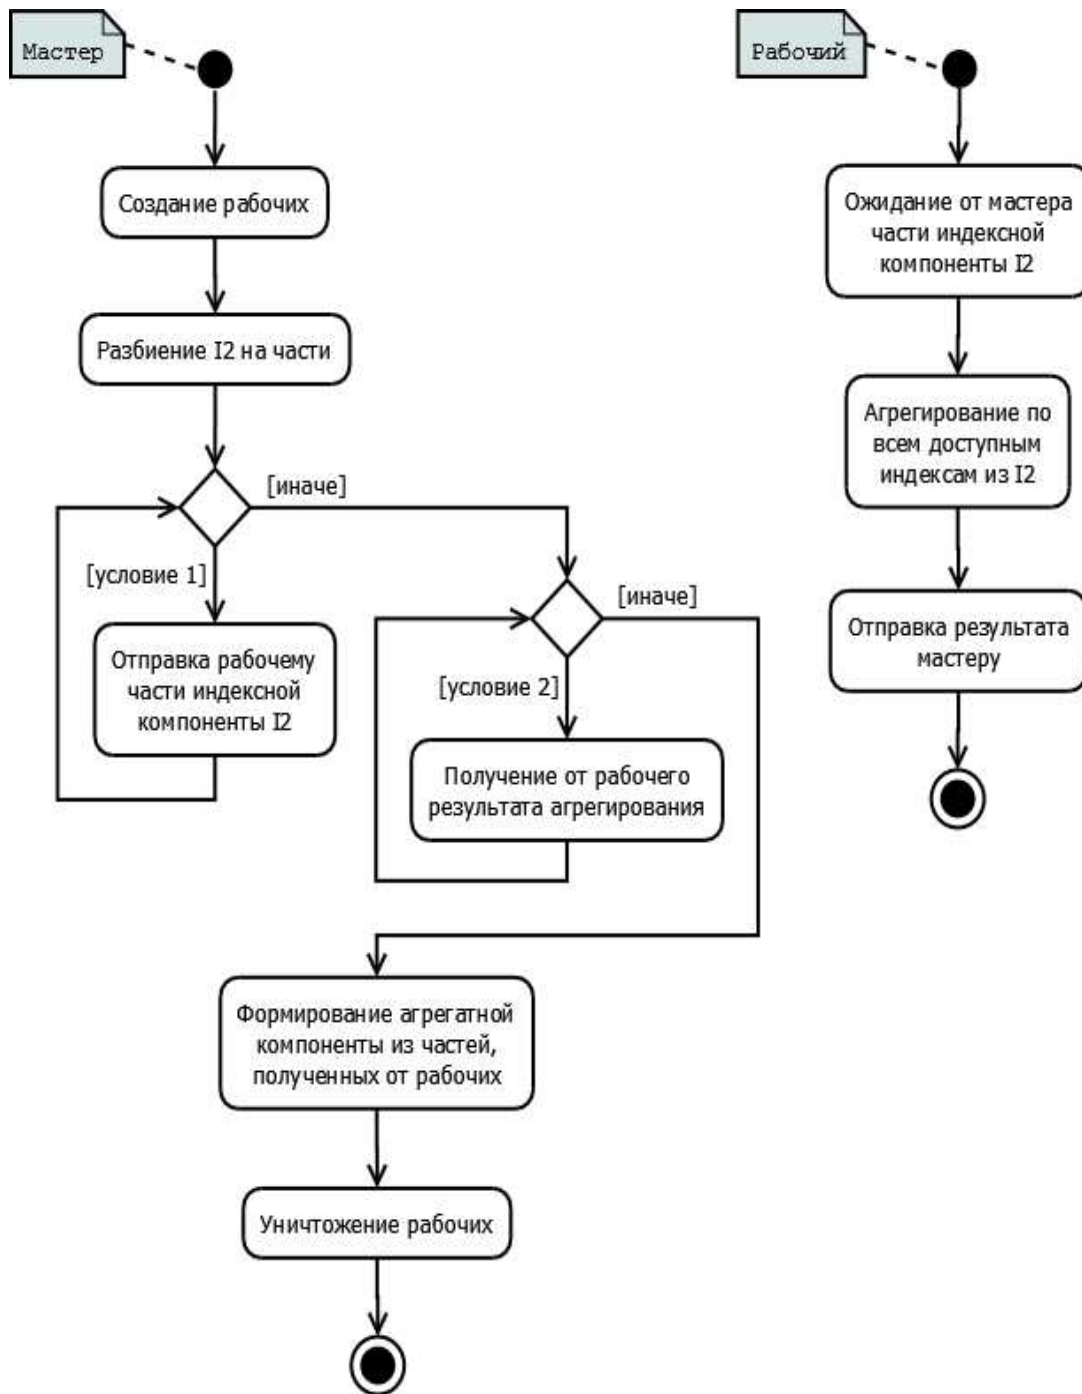 Мастер
Создание рабочих
Разбиение I2 на части
[иначе]
[условие 1]
Отправка рабочему
части индексной
компоненты I2
[иначе]
[условие 2]
Получение от рабочего
результата агрегирования
Формирование агрегатной
компоненты из частей,
полученных от рабочих
Уничтожение рабочих
Рабочий
Ожидание от мастера
части индексной
компоненты I2
Агрегирование по
всем доступным
индексам из I2
Отправка результата
мастеру